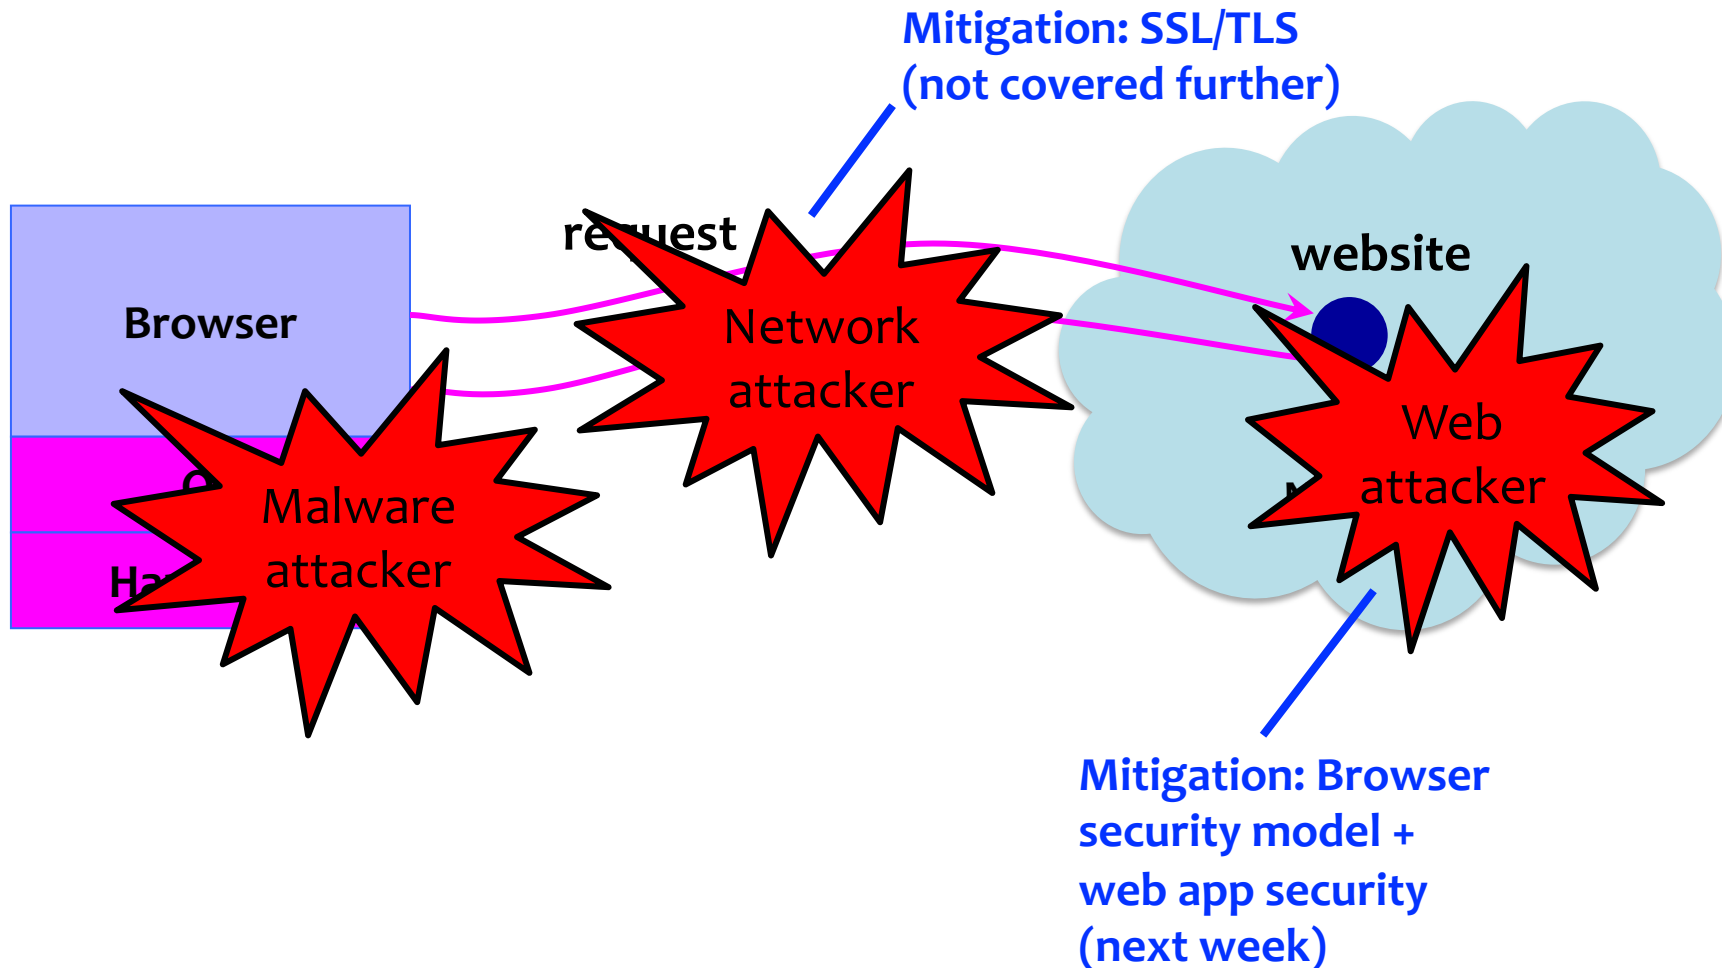 Mitigation: SSL/TLS
(not covered further)
request
website
Browser
Network
attacker
Web
attacker
Malware
attacker
Mitigation: Browser
security model +
web app security
(next week)